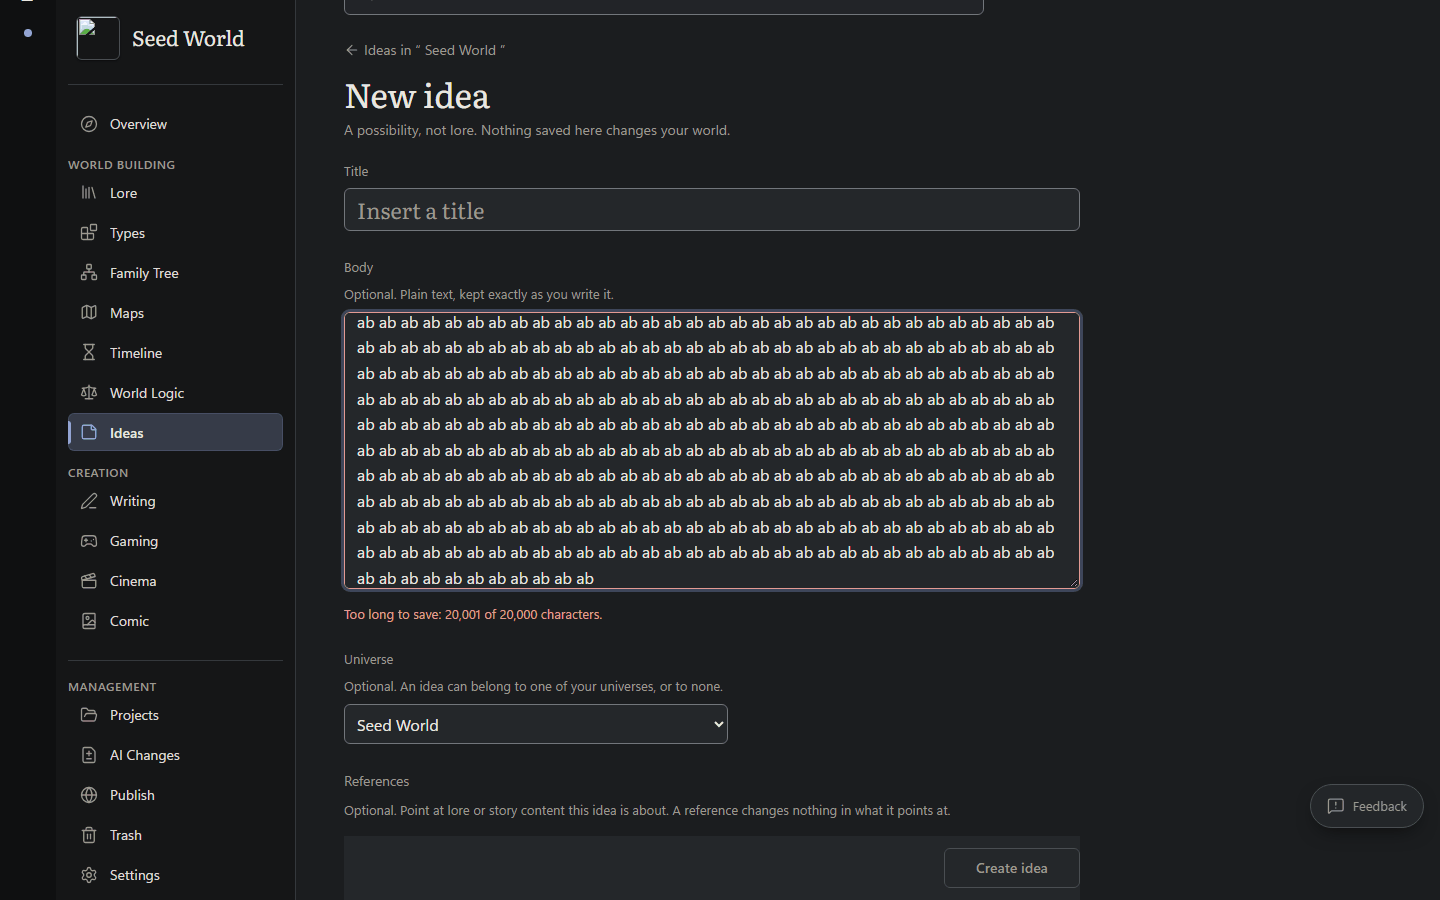 Seed World
Overview
WORLD BUILDING
Lore
Types
Family Tree
Maps
Timeline
World Logic
Ideas
CREATION
Writing
Gaming
Cinema
Comic
MANAGEMENT
Projects
AI Changes
Publish
Trash
Settings
← Ideas in “ Seed World ”
New idea
A possibility, not lore. Nothing saved here changes your world.
Title
Insert a title
Body
Optional. Plain text, kept exactly as you write it.
ab ab ab ab ab ab ab ab ab ab ab ab ab ab ab ab ab ab ab ab ab ab ab ab ab ab ab ab ab ab ab ab
ab ab ab ab ab ab ab ab ab ab ab ab ab ab ab ab ab ab ab ab ab ab ab ab ab ab ab ab ab ab ab ab
ab ab ab ab ab ab ab ab ab ab ab ab ab ab ab ab ab ab ab ab ab ab ab ab ab ab ab ab ab ab ab ab
ab ab ab ab ab ab ab ab ab ab ab ab ab ab ab ab ab ab ab ab ab ab ab ab ab ab ab ab ab ab ab ab
ab ab ab ab ab ab ab ab ab ab ab ab ab ab ab ab ab ab ab ab ab ab ab ab ab ab ab ab ab ab ab ab
ab ab ab ab ab ab ab ab ab ab ab ab ab ab ab ab ab ab ab ab ab ab ab ab ab ab ab ab ab ab ab ab
ab ab ab ab ab ab ab ab ab ab ab ab ab ab ab ab ab ab ab ab ab ab ab ab ab ab ab ab ab ab ab ab
ab ab ab ab ab ab ab ab ab ab ab ab ab ab ab ab ab ab ab ab ab ab ab ab ab ab ab ab ab ab ab ab
ab ab ab ab ab ab ab ab ab ab ab ab ab ab ab ab ab ab ab ab ab ab ab ab ab ab ab ab ab ab ab ab
ab ab ab ab ab ab ab ab ab ab ab ab ab ab ab ab ab ab ab ab ab ab ab ab ab ab ab ab ab ab ab ab
ab ab ab ab ab ab ab ab ab ab ab
Too long to save: 20,001 of 20,000 characters.
Universe
Optional. An idea can belong to one of your universes, or to none.
Seed World
References
Optional. Point at lore or story content this idea is about. A reference changes nothing in what it points at.
Create idea
Feedback